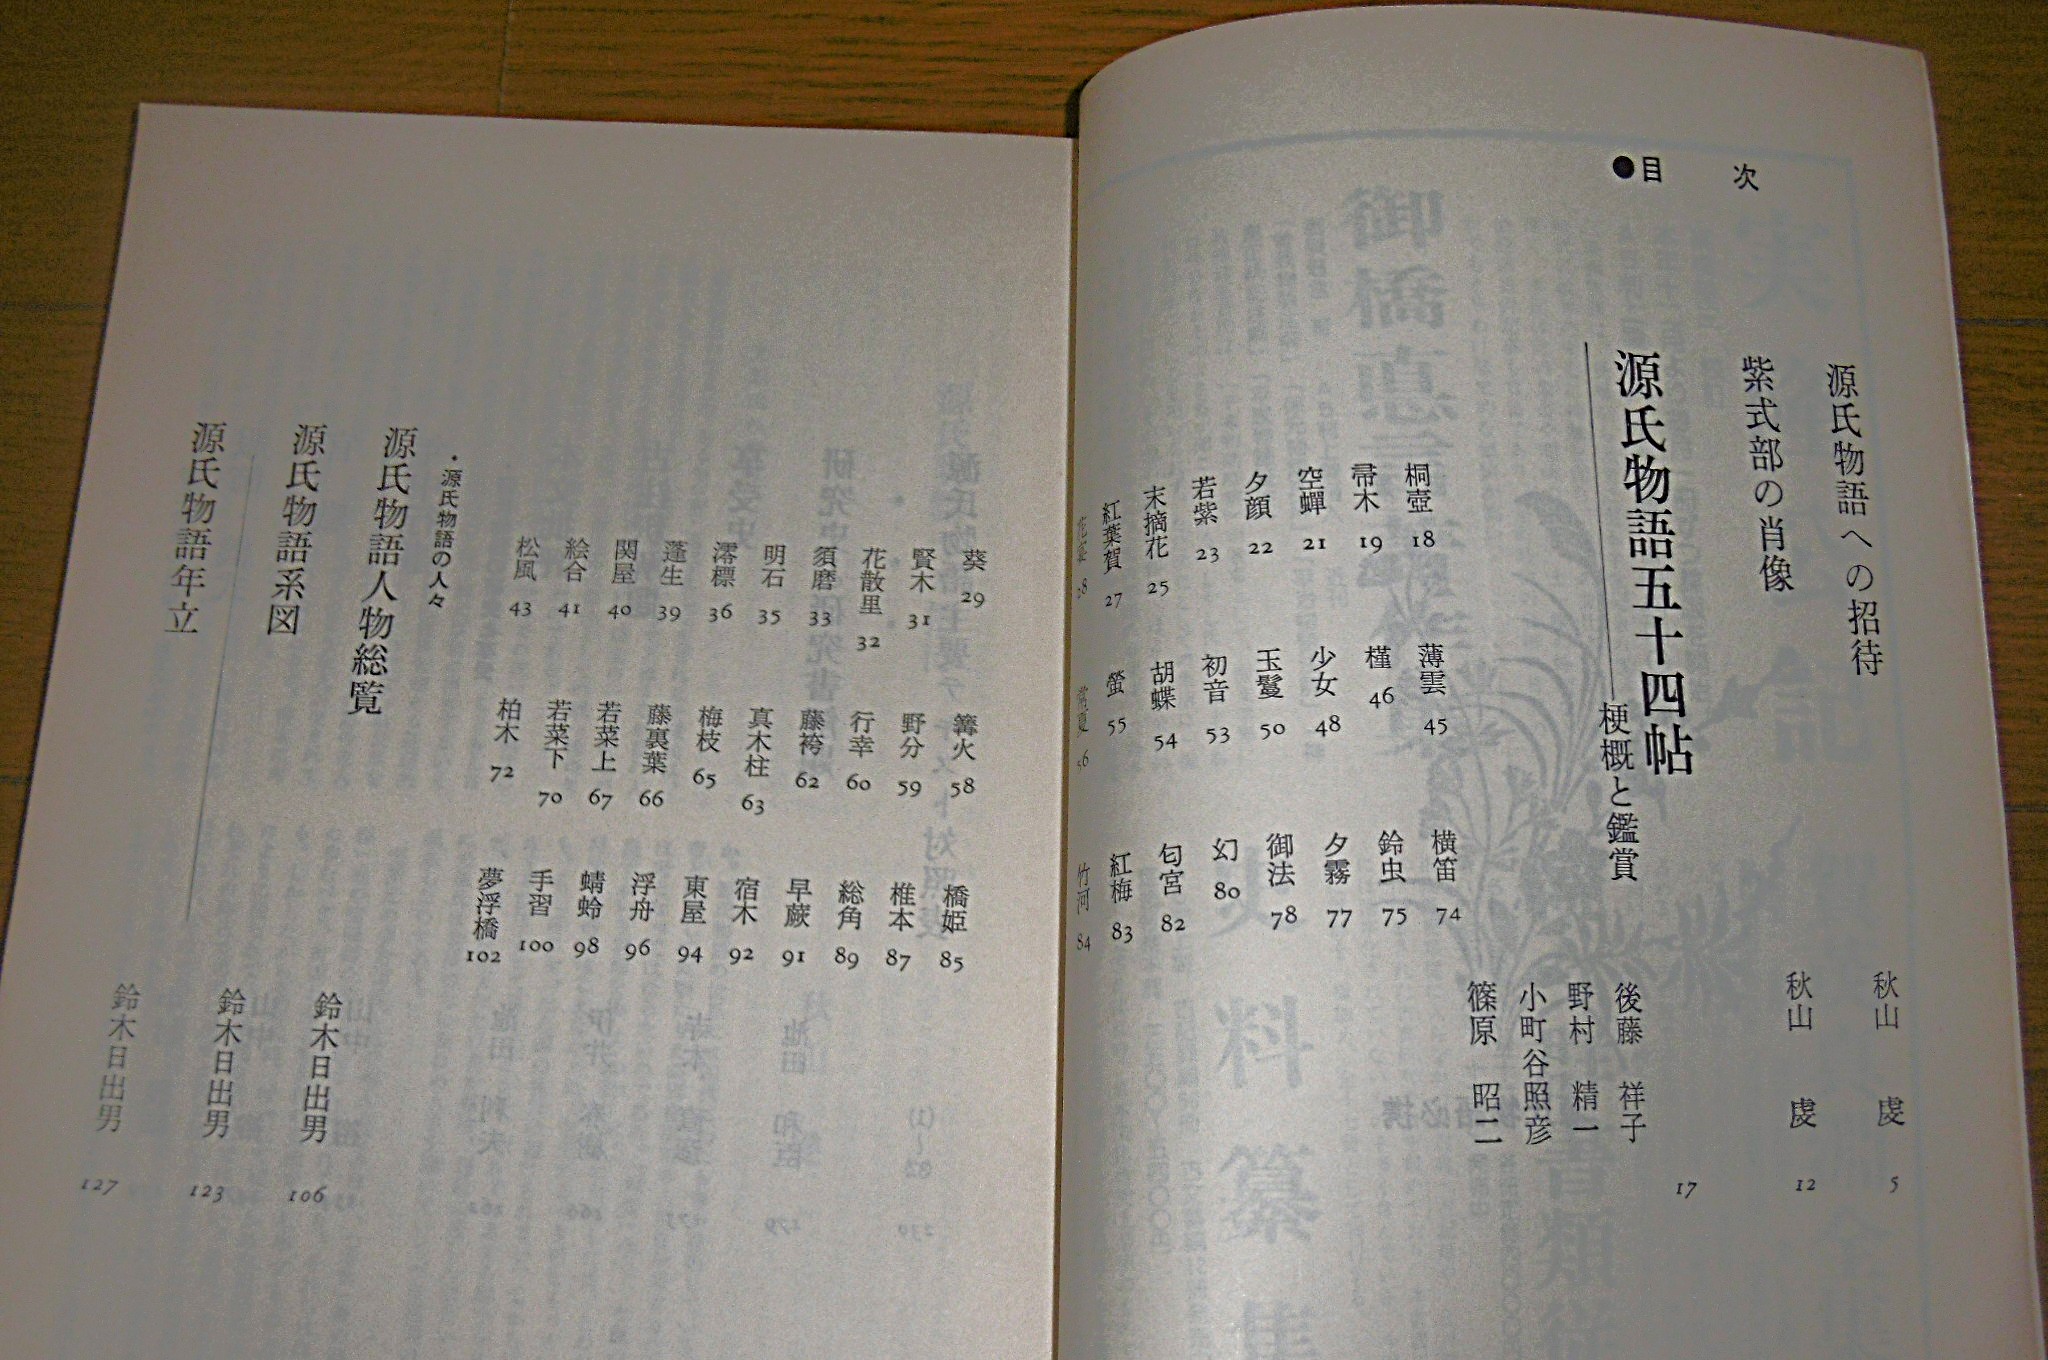 ●目次
源氏物語への招待 秋山 虔 5
紫式部の肖像 秋山 虔 12
源氏物語五十四帖 17
――梗概と鑑賞
後藤 祥子
野村 精一
小町谷照彦
篠原 昭二
桐壺 18
帚木 19
空蟬 21
夕顔 22
若紫 23
末摘花 25
紅葉賀 27
花宴 28
薄雲 45
槿 46
少女 48
玉鬘 50
初音 53
胡蝶 54
螢 55
常夏 56
横笛 74
鈴虫 75
夕霧 77
御法 78
幻 80
匂宮 82
紅梅 83
竹河 84
葵 29
賢木 31
花散里 32
須磨 33
明石 35
澪標 36
蓬生 39
関屋 40
絵合 41
松風 43
篝火 58
野分 59
行幸 60
藤袴 62
真木柱 63
梅枝 65
藤裏葉 66
若菜上 67
若菜下 70
柏木 72
橋姫 85
椎本 87
総角 89
早蕨 91
宿木 92
東屋 94
浮舟 96
蜻蛉 98
手習 100
夢浮橋 102
・源氏物語の人々
源氏物語人物総覧 鈴木日出男 106
源氏物語系図 鈴木日出男 123
源氏物語年立 鈴木日出男 127